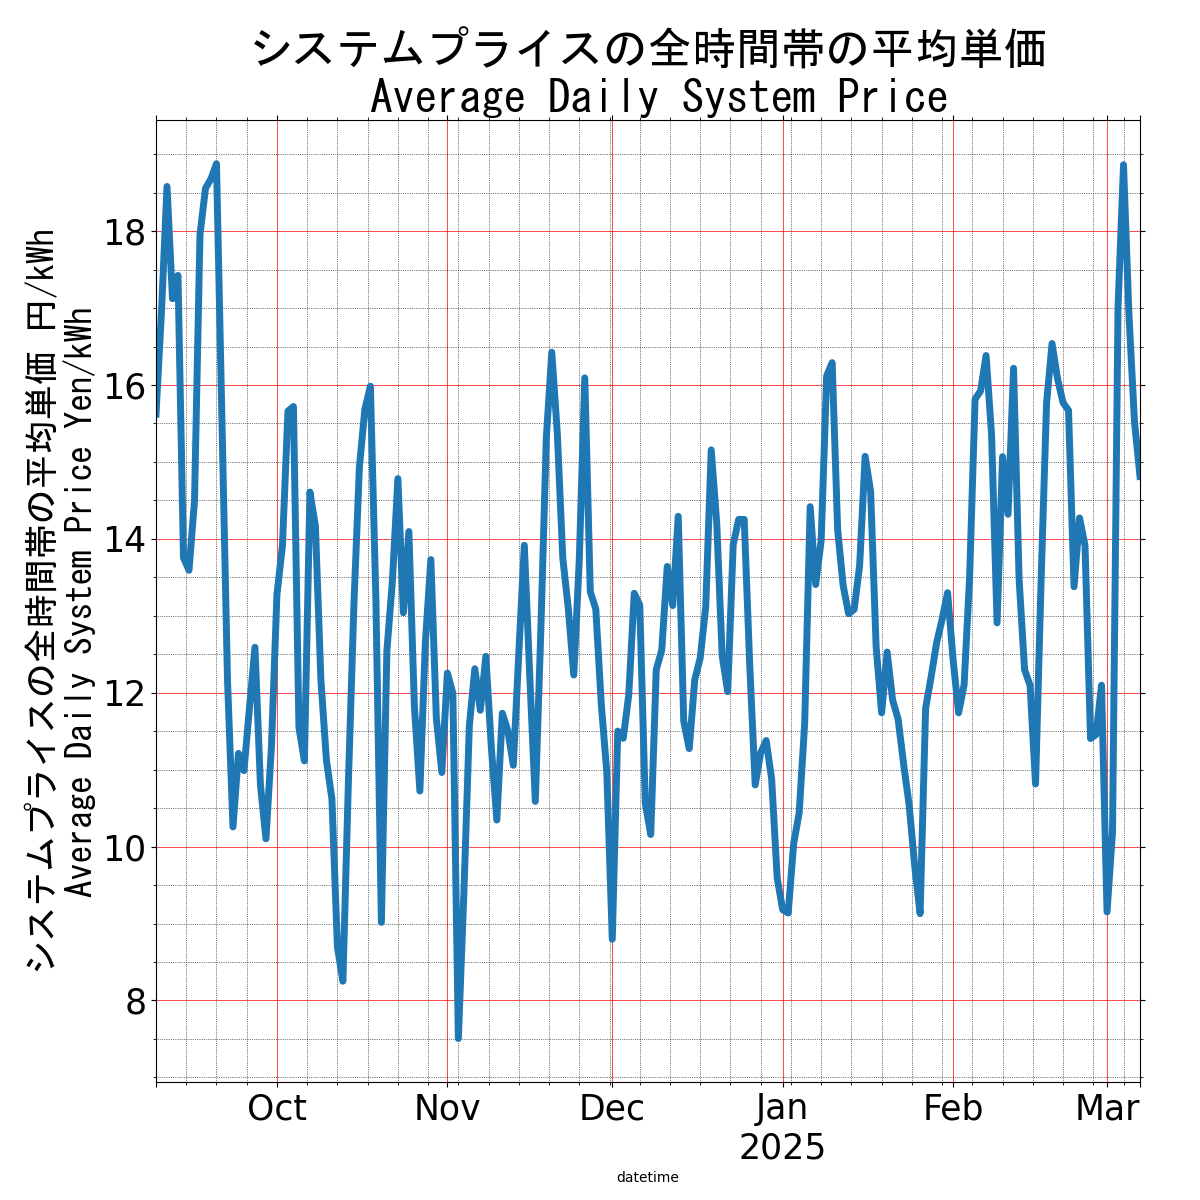 システムプライスの全時間帯の平均単価
Average Daily System Price
システムプライスの全時間帯の平均単価 円/kWh
Average Daily System Price Yen/kWh
18
16
14
12
10
8
Oct
Nov
Dec
Jan
2025
Feb
Mar
datetime